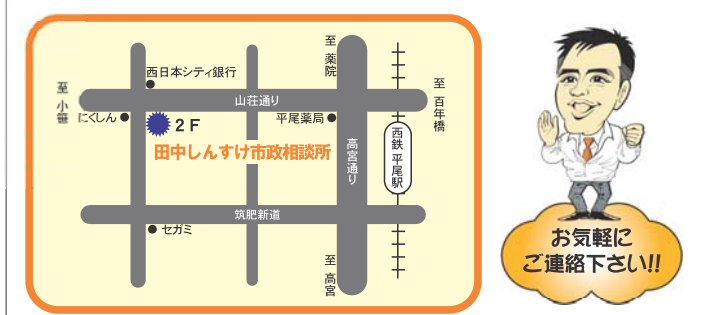 至 薬院
西日本シティ銀行
至 小笹
至 百年橋
山荘通り
にくしん
2F
平尾薬局
田中しんすけ市政相談所
高宮通り
西鉄 平尾駅
筑肥新道
セガミ
至 高宮
お気軽に
ご連絡下さい!!